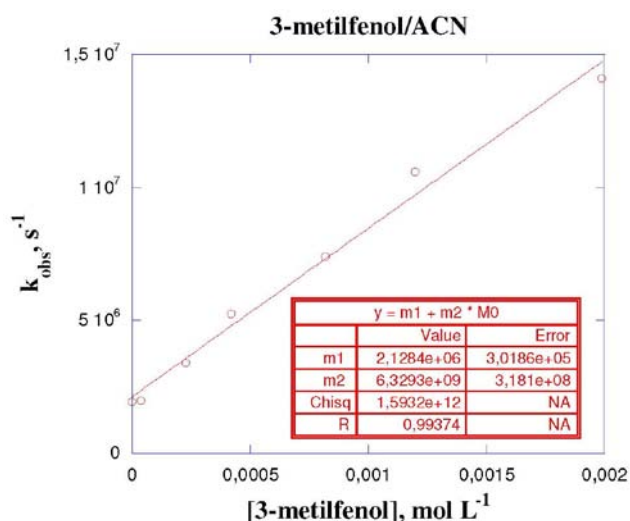 3-metilfenol/ACN
1,5 10⁷
1 10⁷
5 10⁶
0
k_obs, s⁻¹
y = m1 + m2 * M0
Value Error
m1 2,1284e+06 3,0186e+05
m2 6,3293e+09 3,181e+08
Chisq 1,5932e+12 NA
R 0,99374 NA
0 0,0005 0,001 0,0015 0,002
[3-metilfenol], mol L⁻¹